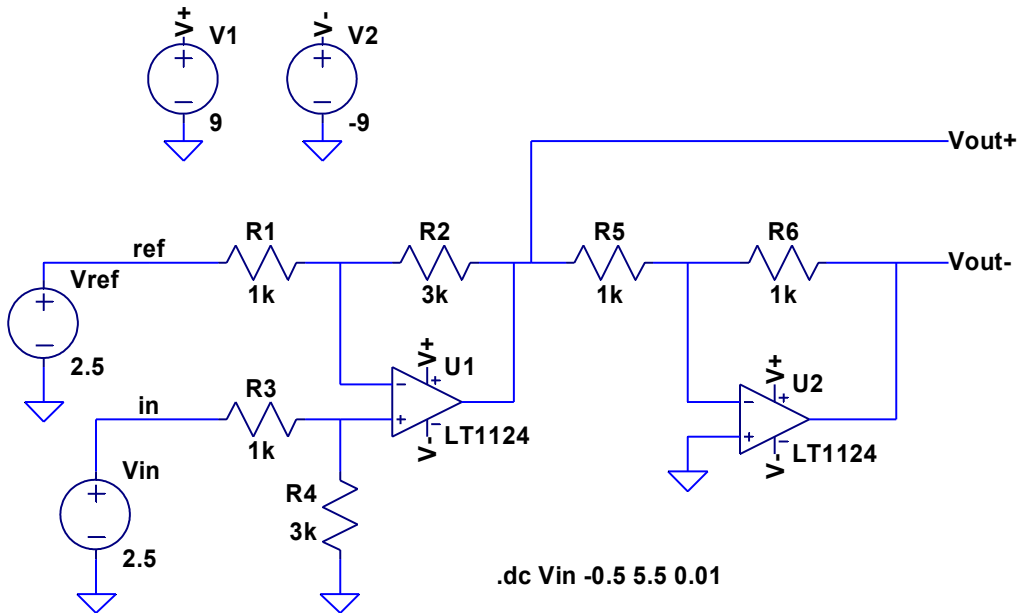 V+
V1
9
V-
V2
-9
Vout+
ref
R1
1k
R2
3k
R5
1k
R6
1k
Vout-
Vref
2.5
in
R3
1k
V+
U1
V-
LT1124
V+
U2
V-
LT1124
Vin
2.5
R4
3k
.dc Vin -0.5 5.5 0.01